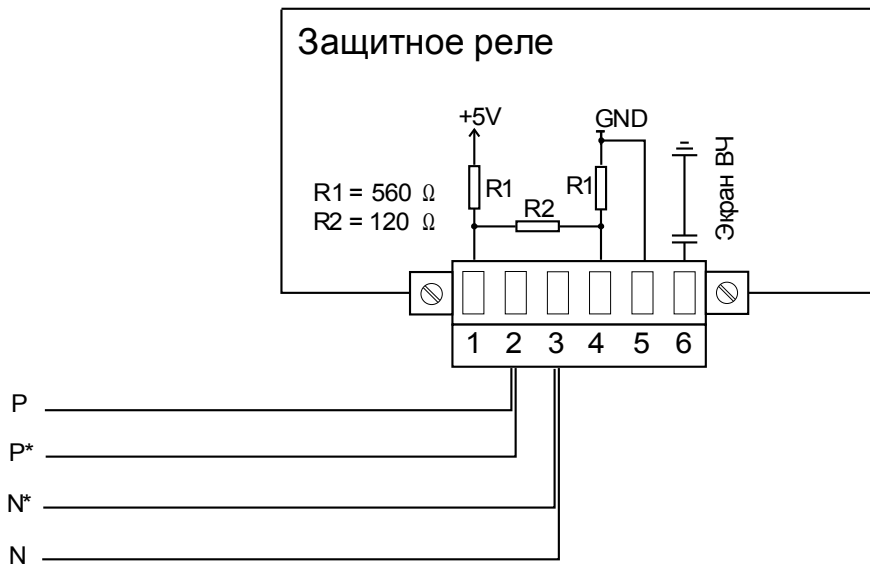 Защитное реле
+5V
GND
R1 = 560 Ω
R2 = 120 Ω
R1
R2
R1
Экран ВЧ
1 2 3 4 5 6
P
P*
N*
N